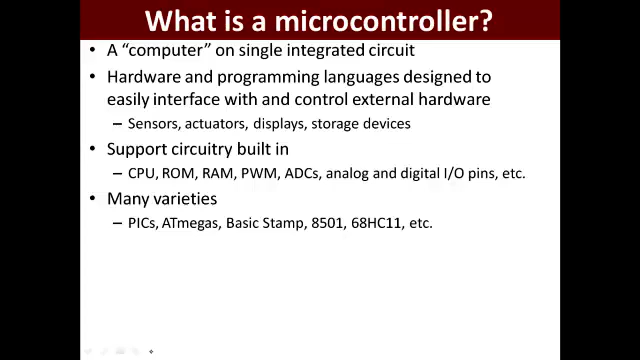 What is a microcontroller?
• A “computer” on single integrated circuit
• Hardware and programming languages designed to
easily interface with and control external hardware
– Sensors, actuators, displays, storage devices
• Support circuitry built in
– CPU, ROM, RAM, PWM, ADCs, analog and digital I/O pins, etc.
• Many varieties
– PICs, ATmegas, Basic Stamp, 8501, 68HC11, etc.